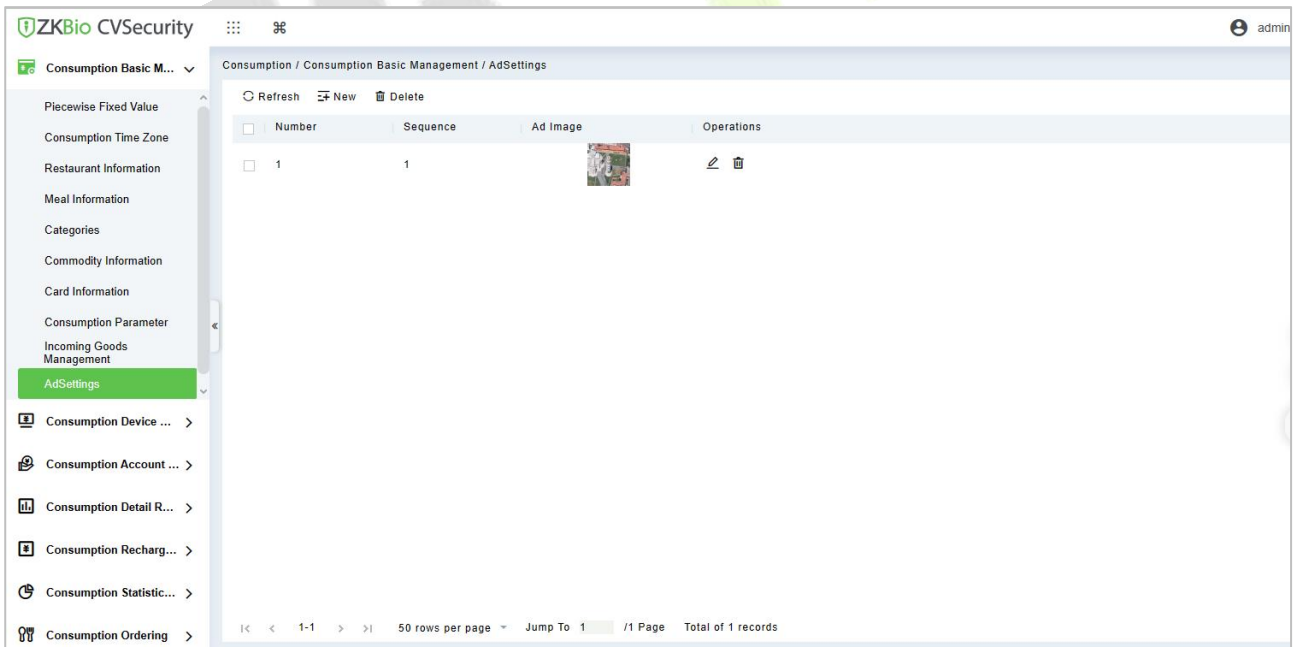 ZKBio CVSecurity
admin
Consumption Basic M...
Consumption / Consumption Basic Management / AdSettings
Piecewise Fixed Value
Consumption Time Zone
Restaurant Information
Meal Information
Categories
Commodity Information
Card Information
Consumption Parameter
Incoming Goods
Management
AdSettings
Consumption Device ...
Consumption Account ...
Consumption Detail R...
Consumption Recharg...
Consumption Statistic...
Consumption Ordering
Refresh New Delete
Number Sequence Ad Image Operations
1 1
1-1 50 rows per page Jump To 1 /1 Page Total of 1 records